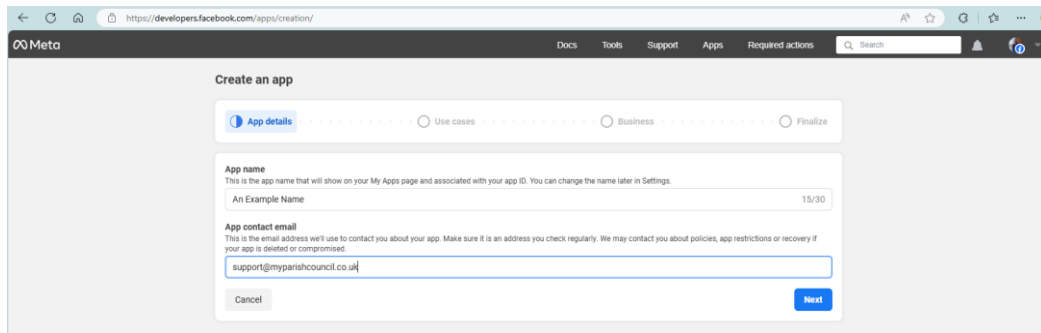 https://developers.facebook.com/apps/creation/
Meta
Docs Tools Support Apps Required actions Search
Create an app
App details Use cases Business Finalize
App name
This is the app name that will show on your My Apps page and associated with your app ID. You can change the name later in Settings.
An Example Name 15/30
App contact email
This is the email address we'll use to contact you about your app. Make sure it is an address you check regularly. We may contact you about policies, app restrictions or recovery if
your app is deleted or compromised.
support@myparishcouncil.co.uk
Cancel Next